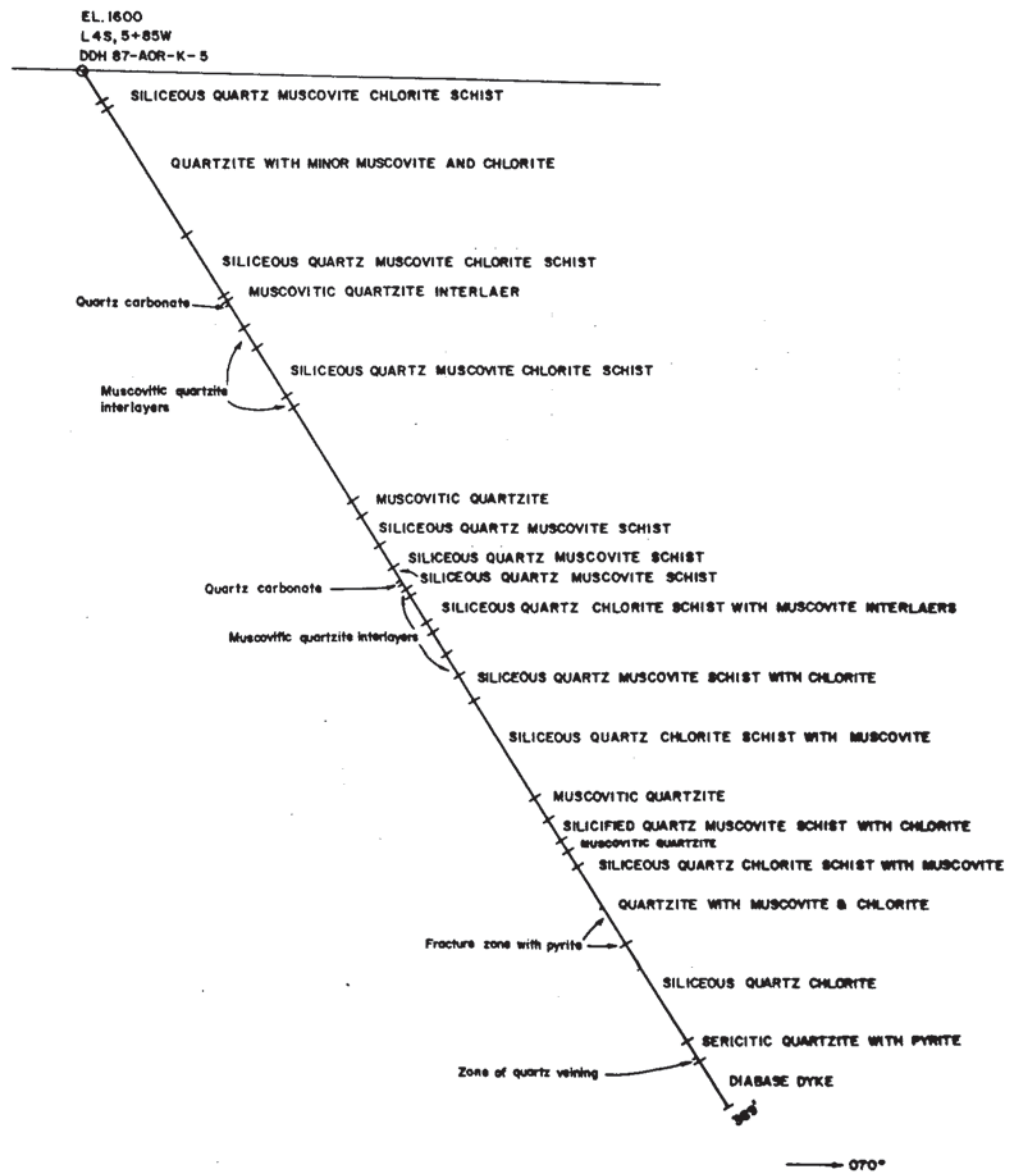 EL. 1600
L 4S, 5+85W
DDH 87-AOR-K-5
SILICEOUS QUARTZ MUSCOVITE CHLORITE SCHIST
QUARTZITE WITH MINOR MUSCOVITE AND CHLORITE
SILICEOUS QUARTZ MUSCOVITE CHLORITE SCHIST
MUSCOVITIC QUARTZITE INTERLAER
Quartz carbonate
SILICEOUS QUARTZ MUSCOVITE CHLORITE SCHIST
Muscovitic quartzite
interlayers
MUSCOVITIC QUARTZITE
SILICEOUS QUARTZ MUSCOVITE SCHIST
SILICEOUS QUARTZ MUSCOVITE SCHIST
SILICEOUS QUARTZ MUSCOVITE SCHIST
Quartz carbonate
SILICEOUS QUARTZ CHLORITE SCHIST WITH MUSCOVITE INTERLAERS
Muscovitic quartzite interlayers
SILICEOUS QUARTZ MUSCOVITE SCHIST WITH CHLORITE
SILICEOUS QUARTZ CHLORITE SCHIST WITH MUSCOVITE
MUSCOVITIC QUARTZITE
SILICIFIED QUARTZ MUSCOVITE SCHIST WITH CHLORITE
MUSCOVITIC QUARTZITE
SILICEOUS QUARTZ CHLORITE SCHIST WITH MUSCOVITE
QUARTZITE WITH MUSCOVITE & CHLORITE
Fracture zone with pyrite
SILICEOUS QUARTZ CHLORITE
SERICITIC QUARTZITE WITH PYRITE
Zone of quartz veining
DIABASE DYKE
070°